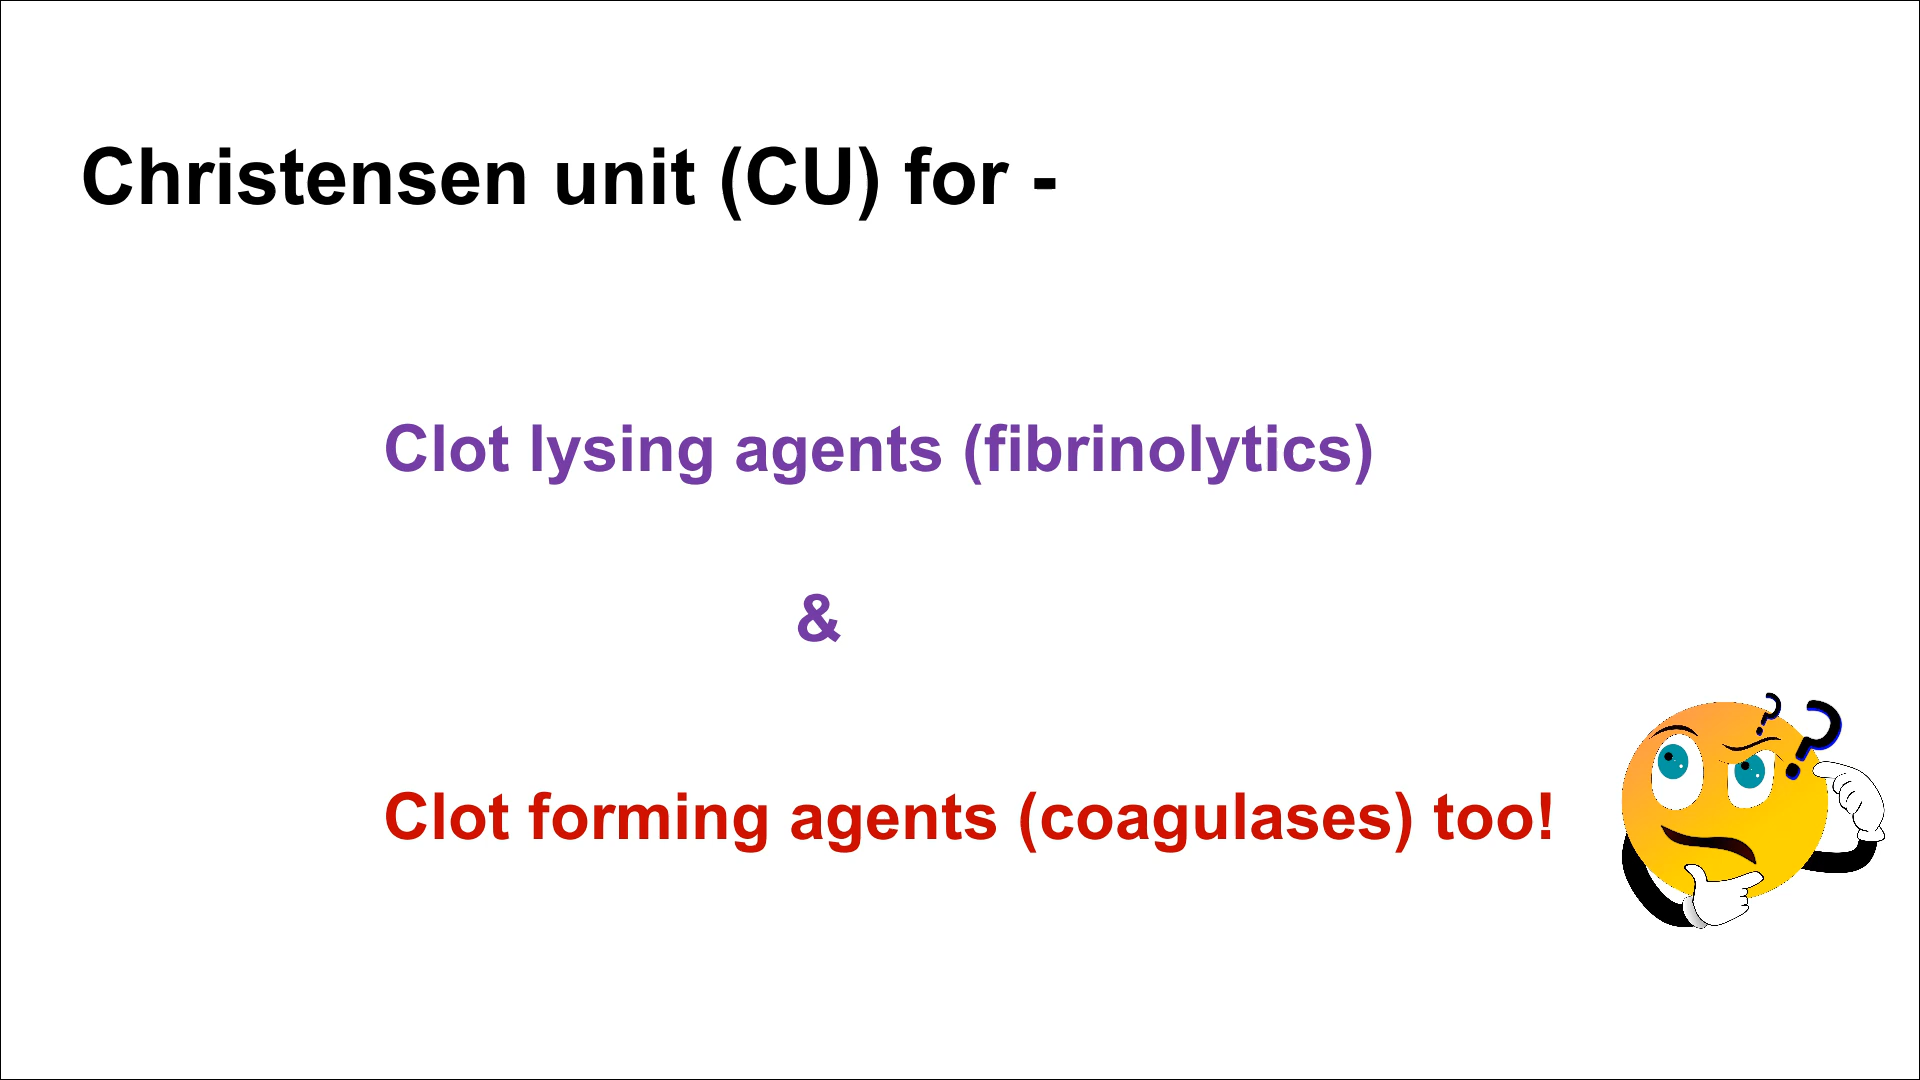 Christensen unit (CU) for -
Clot lysing agents (fibrinolytics)
&
Clot forming agents (coagulases) too!
? ?